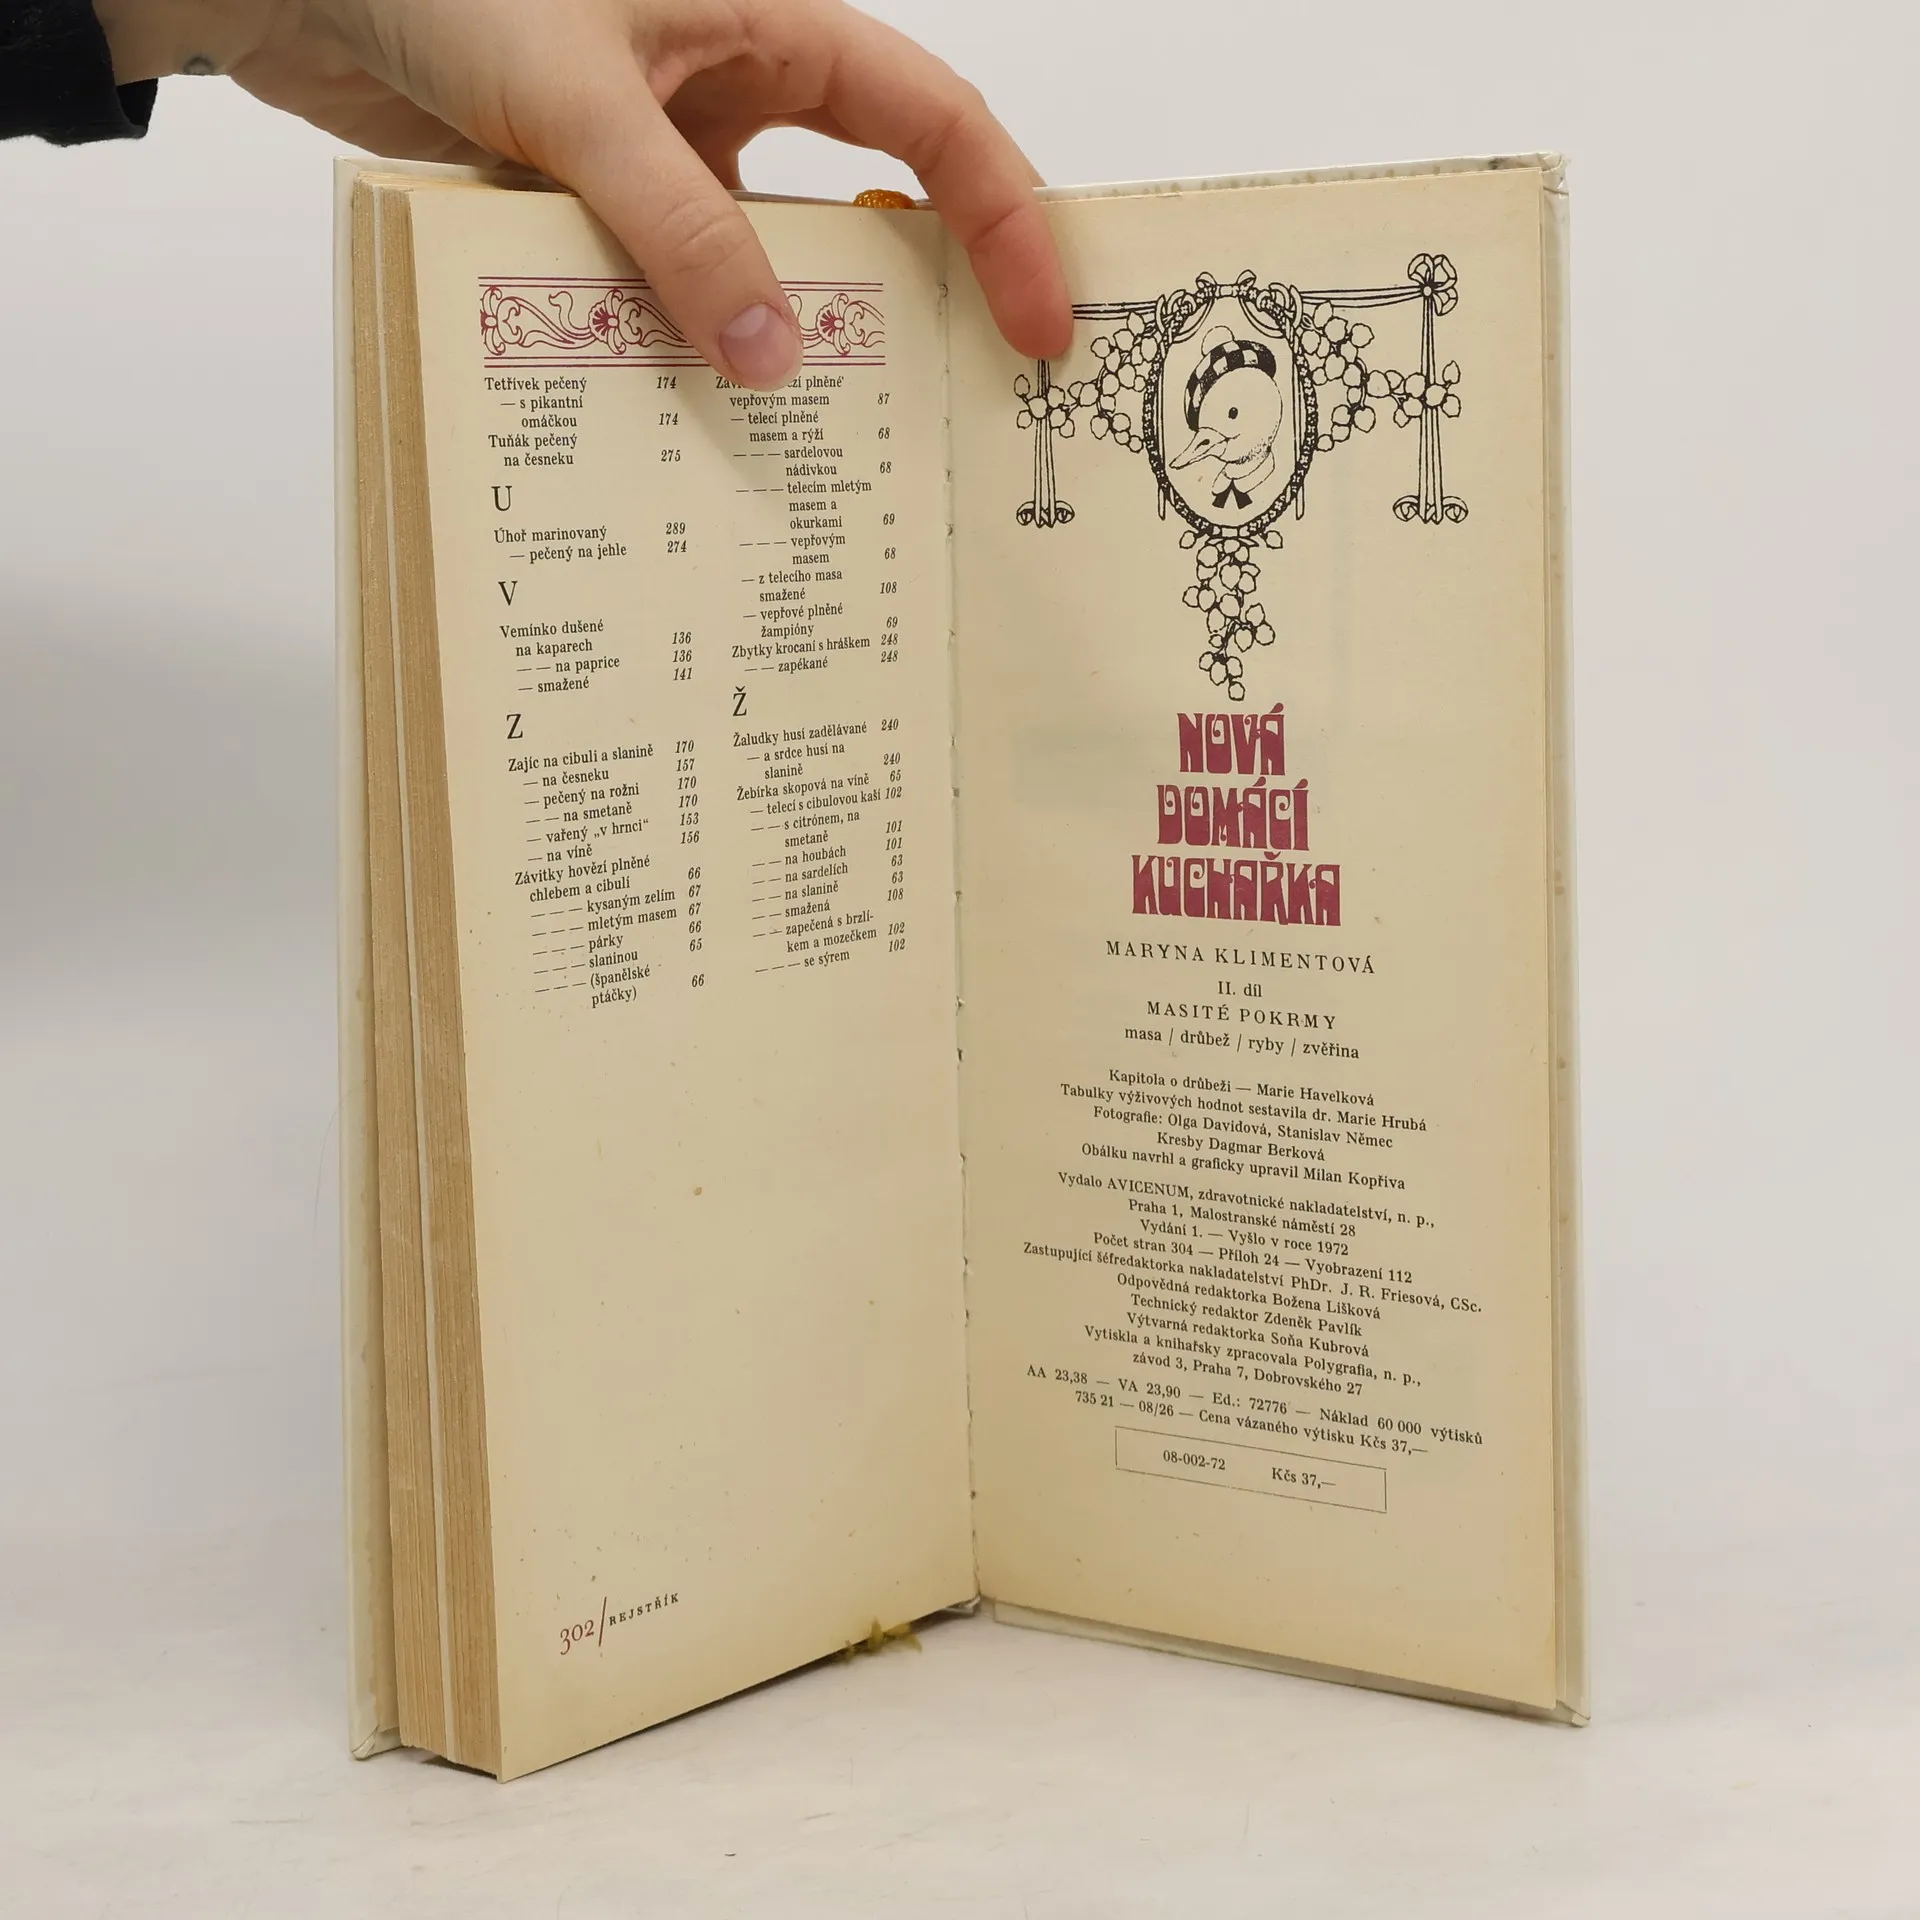 Tetřívek pečený 174
— s pikantní
omáčkou 174
Tuňák pečený
na česneku 275
U
Úhoř marinovaný 289
— pečený na jehle 274
V
Vemínko dušené
na kaparech 136
— — na paprice 136
— smažené 141
Z
Zajíc na cibuli a slanině 170
— na česneku 157
— pečený na rožni 170
— — na smetaně 170
— vařený „v hrnci“ 153
— na víně 156
Závitky hovězí plněné
chlebem a cibulí 66
— — — kysaným zelím 67
— — — mletým masem 67
— — — párky 66
— — — slaninou 65
— — — (španělské
ptáčky) 66
plněné
vepřovým masem 87
— telecí plněné
masem a rýží 68
— — — sardelovou
nádivkou 68
— — — telecím mletým
masem a
okurkami 69
— — — vepřovým
masem 68
— z telecího masa
smažené 108
— vepřové plněné
žampióny 69
Zbytky krocaní s hráškem 248
— — zapékané 248
Ž
Žaludky husí zadělávané 240
— a srdce husí na
slanině 240
Žebírka skopová na víně 65
— telecí s cibulovou kaší 102
— — s citrónem, na
smetaně 101
— — na houbách 101
— — na sardelích 63
— — na slanině 63
— — smažená 108
— — zapečená s brzlí-
kem a mozečkem 102
— — — se sýrem 102
302/REJSTŘÍK
NOVÁ
DOMÁCÍ
KUCHAŘKA
MARYNA KLIMENTOVÁ
II. díl
MASITÉ POKRMY
masa / drůbež / ryby / zvěřina
Kapitola o drůbeži — Marie Havelková
Tabulky výživových hodnot sestavila dr. Marie Hrubá
Fotografie: Olga Davidová, Stanislav Němec
Kresby Dagmar Berková
Obálku navrhl a graficky upravil Milan Kopřiva
Vydalo AVICENUM, zdravotnické nakladatelství, n. p.,
Praha 1, Malostranské náměstí 28
Vydání 1. — Vyšlo v roce 1972
Počet stran 304 — Příloh 24 — Vyobrazení 112
Zastupující šéfredaktorka nakladatelství PhDr. J. R. Friesová, CSc.
Odpovědná redaktorka Božena Lišková
Technický redaktor Zdeněk Pavlík
Výtvarná redaktorka Soňa Kubrová
Vytiskla a knihařsky zpracovala Polygrafia, n. p.,
závod 3, Praha 7, Dobrovského 27
AA 23,38 — VA 23,90 — Ed.: 72776 — Náklad 60 000 výtisků
735 21 — 08/26 — Cena vázaného výtisku Kčs 37,—
08-002-72 Kčs 37,—